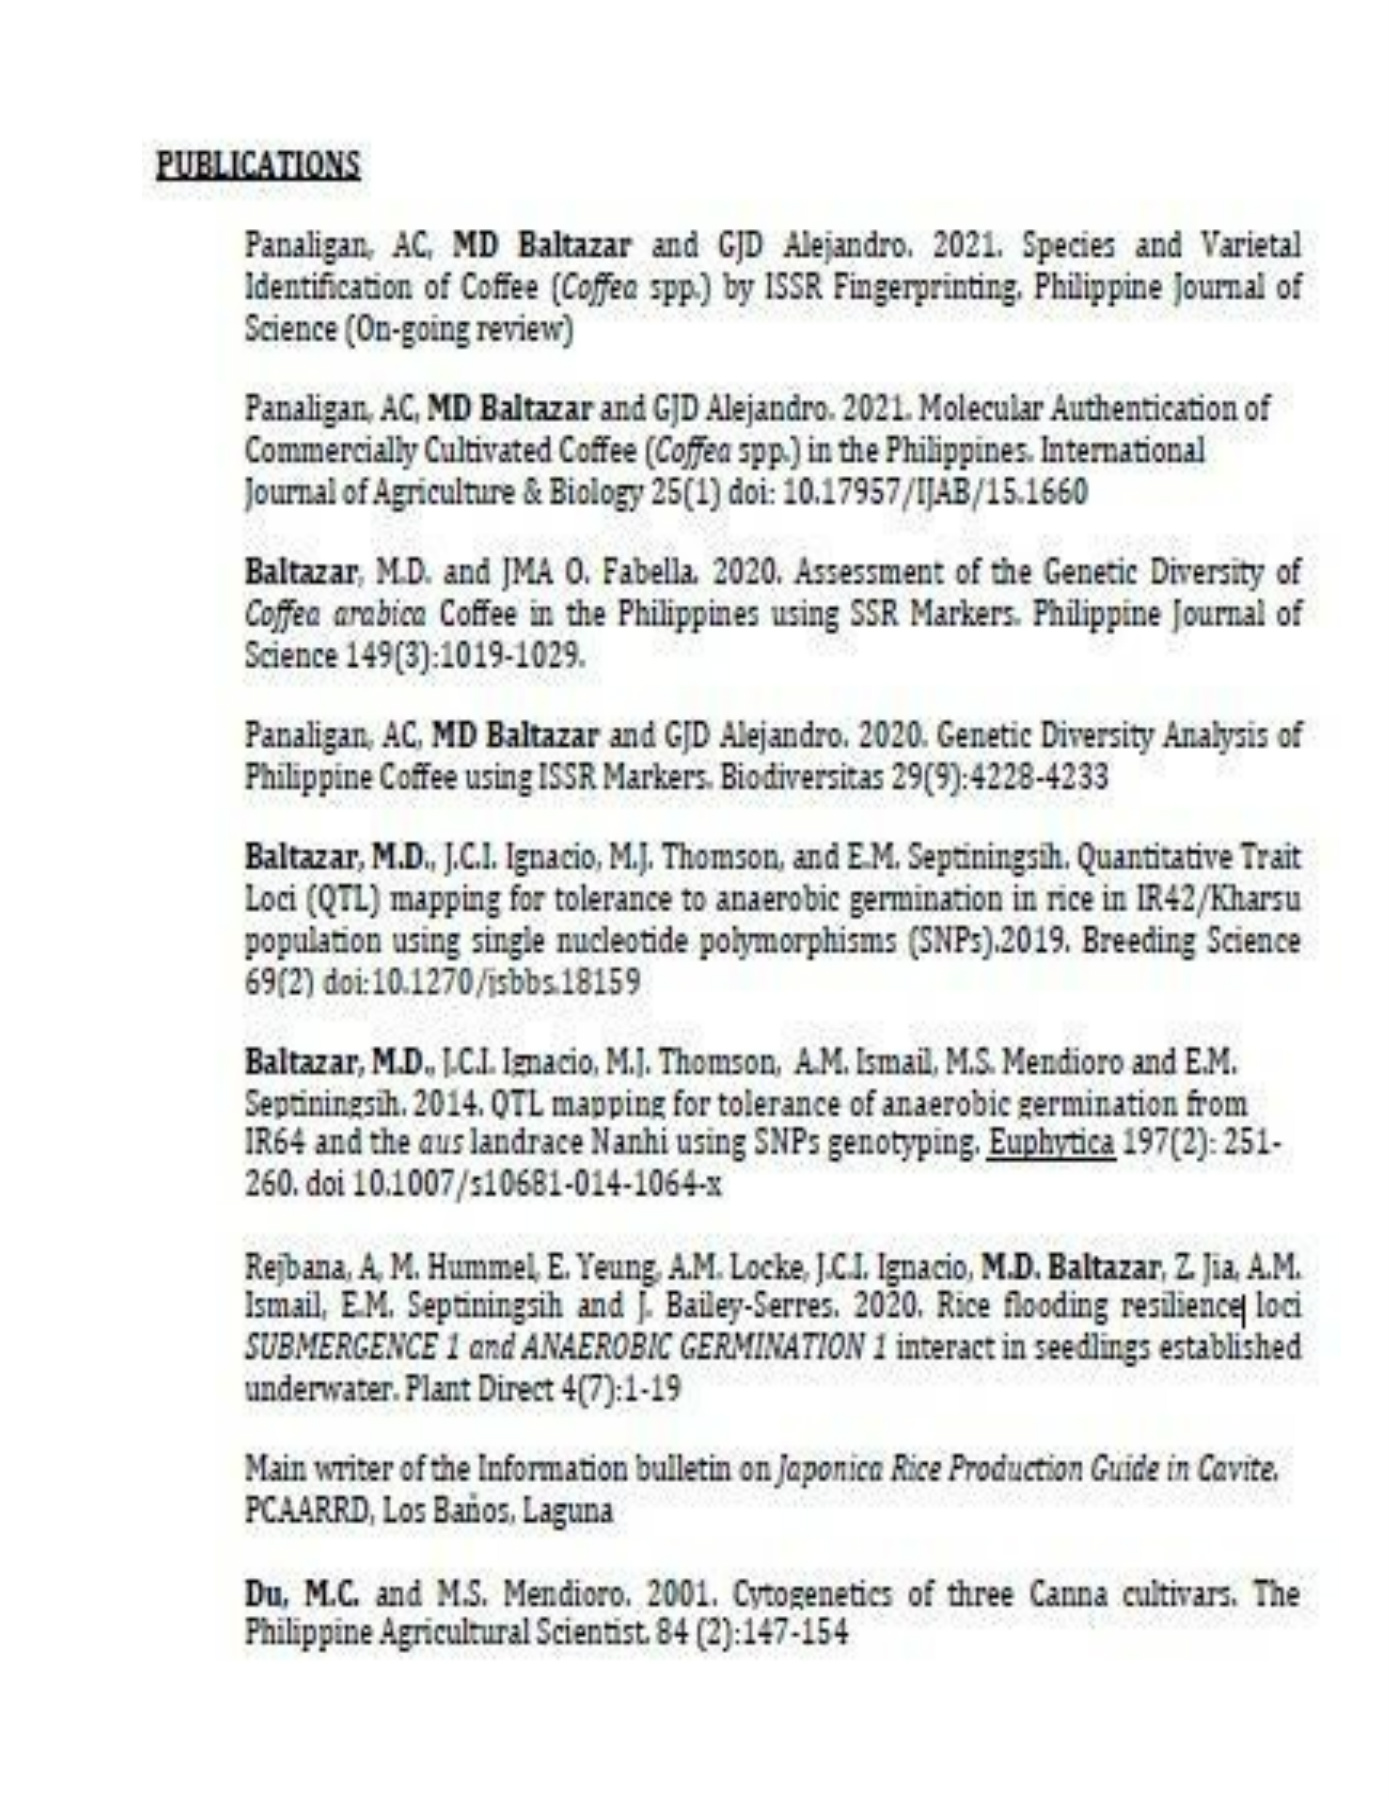 PUBLICATIONS
Panaligan, AC, MD Baltazar and GJD Alejandro. 2021. Species and Varietal
Identification of Coffee (Coffea spp.) by ISSR Fingerprinting. Philippine Journal of
Science (On-going review)
Panaligan, AC, MD Baltazar and GJD Alejandro. 2021. Molecular Authentication of
Commercially Cultivated Coffee (Coffea spp.) in the Philippines. International
Journal of Agriculture & Biology 25(1) doi: 10.17957/IJAB/15.1660
Baltazar, M.D. and JMA O. Fabella. 2020. Assessment of the Genetic Diversity of
Coffea arabica Coffee in the Philippines using SSR Markers. Philippine Journal of
Science 149(3):1019-1029.
Panaligan, AC, MD Baltazar and GJD Alejandro. 2020. Genetic Diversity Analysis of
Philippine Coffee using ISSR Markers. Biodiversitas 29(9):4228-4233
Baltazar, M.D., J.C.I. Ignacio, M.J. Thomson, and E.M. Septiningsih. Quantitative Trait
Loci (QTL) mapping for tolerance to anaerobic germination in rice in IR42/Kharsu
population using single nucleotide polymorphisms (SNPs).2019. Breeding Science
69(2) doi:10.1270/jsbbs.18159
Baltazar, M.D., J.C.I. Ignacio, M.J. Thomson, A.M. Ismail, M.S. Mendioro and E.M.
Septiningsih. 2014. QTL mapping for tolerance of anaerobic germination from
IR64 and the aus landrace Nanhi using SNPs genotyping. Euphytica 197(2): 251-
260. doi 10.1007/s10681-014-1064-x
Rejbana, A, M. Hummel, E. Yeung, A.M. Locke, J.C.I. Ignacio, M.D. Baltazar, Z. Jia, A.M.
Ismail, E.M. Septiningsih and J. Bailey-Serres. 2020. Rice flooding resilience loci
SUBMERGENCE 1 and ANAEROBIC GERMINATION 1 interact in seedlings established
underwater. Plant Direct 4(7):1-19
Main writer of the Information bulletin on Japonica Rice Production Guide in Cavite.
PCAARRD, Los Baños, Laguna
Du, M.C. and M.S. Mendioro. 2001. Cytogenetics of three Canna cultivars. The
Philippine Agricultural Scientist. 84 (2):147-154